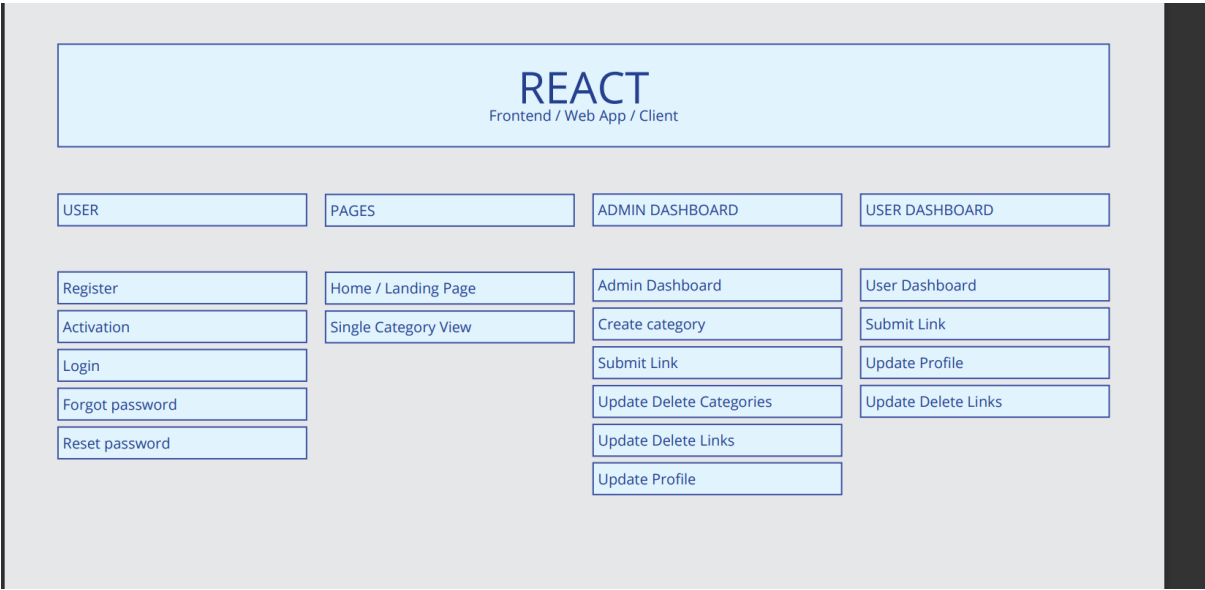 REACT
Frontend / Web App / Client
USER
PAGES
ADMIN DASHBOARD
USER DASHBOARD
Register
Activation
Login
Forgot password
Reset password
Home / Landing Page
Single Category View
Admin Dashboard
Create category
Submit Link
Update Delete Categories
Update Delete Links
Update Profile
User Dashboard
Submit Link
Update Profile
Update Delete Links